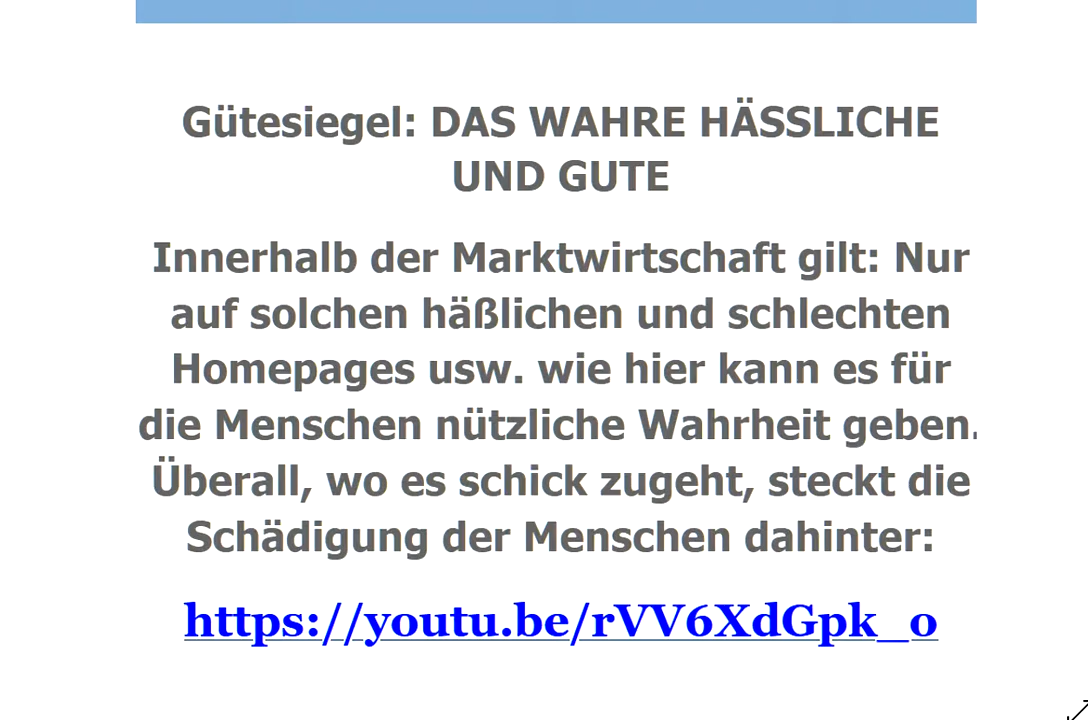 Gütesiegel: DAS WAHRE HÄSSLICHE
UND GUTE
Innerhalb der Marktwirtschaft gilt: Nur
auf solchen häßlichen und schlechten
Homepages usw. wie hier kann es für
die Menschen nützliche Wahrheit geben.
Überall, wo es schick zugeht, steckt die
Schädigung der Menschen dahinter:
https://youtu.be/rVV6XdGpk_o